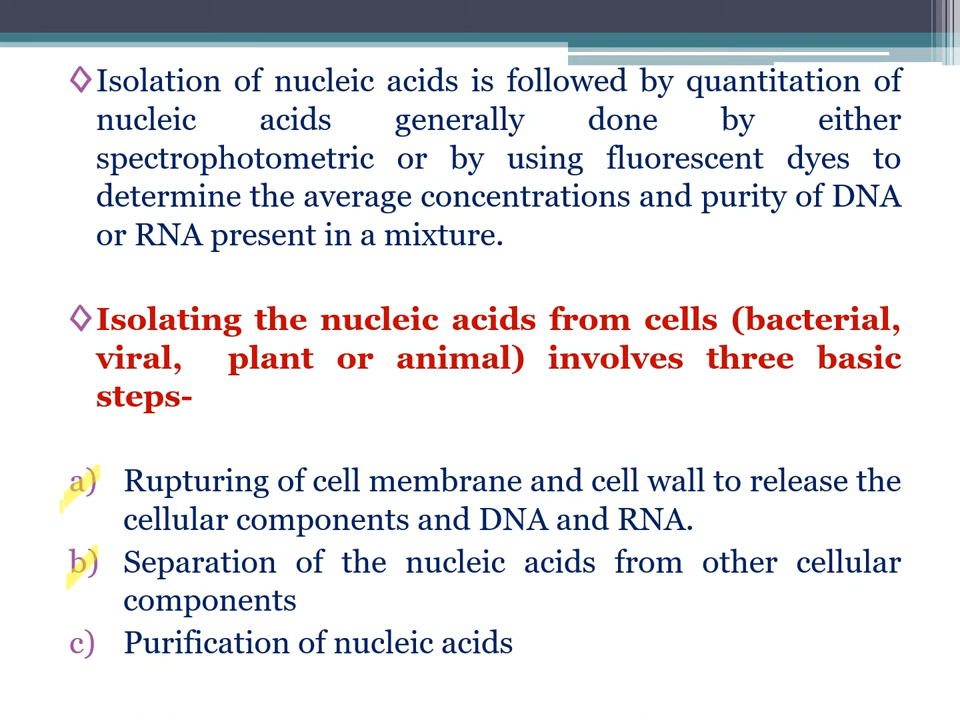 ◊Isolation of nucleic acids is followed by quantitation of
nucleic acids generally done by either
spectrophotometric or by using fluorescent dyes to
determine the average concentrations and purity of DNA
or RNA present in a mixture.
◊Isolating the nucleic acids from cells (bacterial,
viral, plant or animal) involves three basic
steps-
a) Rupturing of cell membrane and cell wall to release the
cellular components and DNA and RNA.
b) Separation of the nucleic acids from other cellular
components
c) Purification of nucleic acids